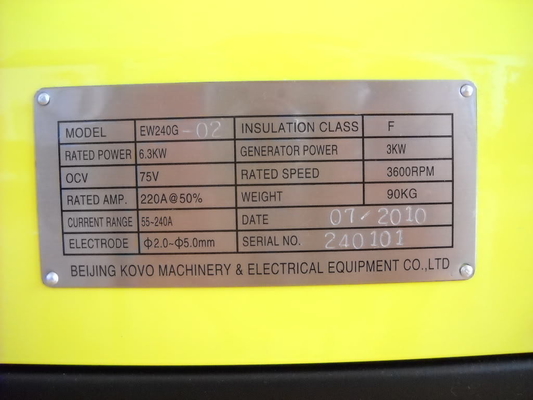 MODEL EW240G-02 INSULATION CLASS F
RATED POWER 6.3KW GENERATOR POWER 3KW
OCV 75V RATED SPEED 3600RPM
RATED AMP. 220A@50% WEIGHT 90KG
CURRENT RANGE 55-240A DATE 07/2010
ELECTRODE Φ2.0~Φ5.0mm SERIAL NO. 240101
BEIJING KOVO MACHINERY & ELECTRICAL EQUIPMENT CO.,LTD